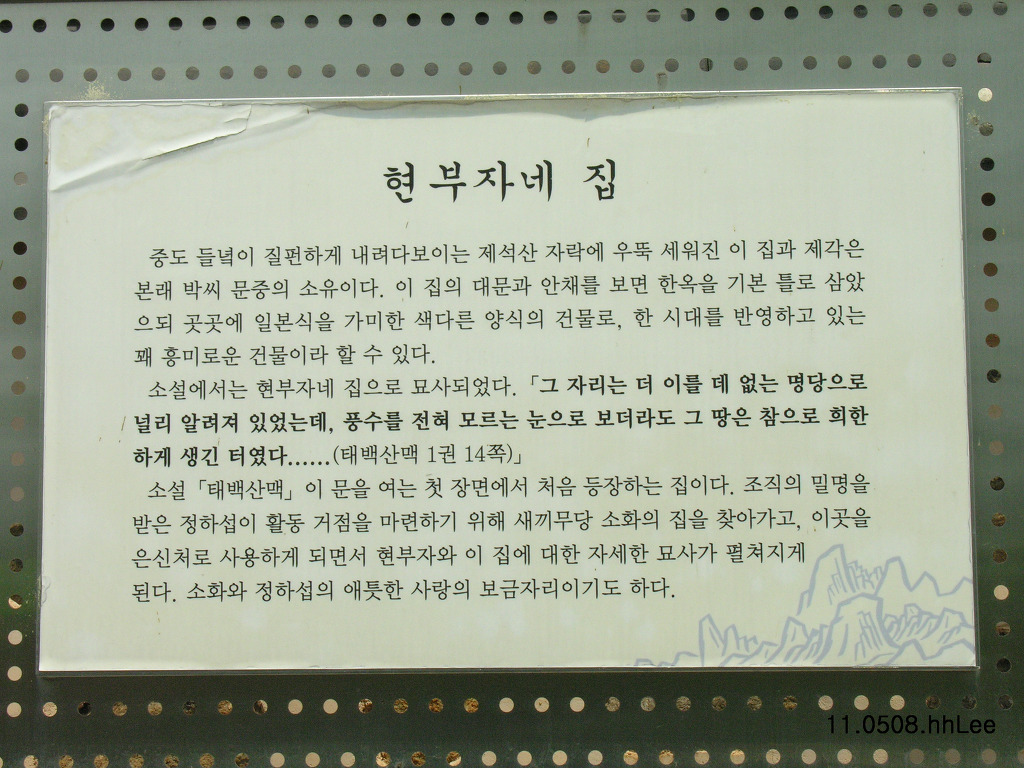 현부자네 집
중도 들녘이 질펀하게 내려다보이는 제석산 자락에 우뚝 세워진 이 집과 제각은
본래 박씨 문중의 소유이다. 이 집의 대문과 안채를 보면 한옥을 기본 틀로 삼았
으되 곳곳에 일본식을 가미한 색다른 양식의 건물로, 한 시대를 반영하고 있는
꽤 흥미로운 건물이라 할 수 있다.
소설에서는 현부자네 집으로 묘사되었다. 「그 자리는 더 이를 데 없는 명당으로
널리 알려져 있었는데, 풍수를 전혀 모르는 눈으로 보더라도 그 땅은 참으로 희한
하게 생긴 터였다......(태백산맥 1권 14쪽)」
소설 「태백산맥」이 문을 여는 첫 장면에서 처음 등장하는 집이다. 조직의 밀명을
받은 정하섭이 활동 거점을 마련하기 위해 새끼무당 소화의 집을 찾아가고, 이곳을
은신처로 사용하게 되면서 현부자와 이 집에 대한 자세한 묘사가 펼쳐지게
된다. 소화와 정하섭의 애틋한 사랑의 보금자리이기도 하다.
11.0508.hhLee